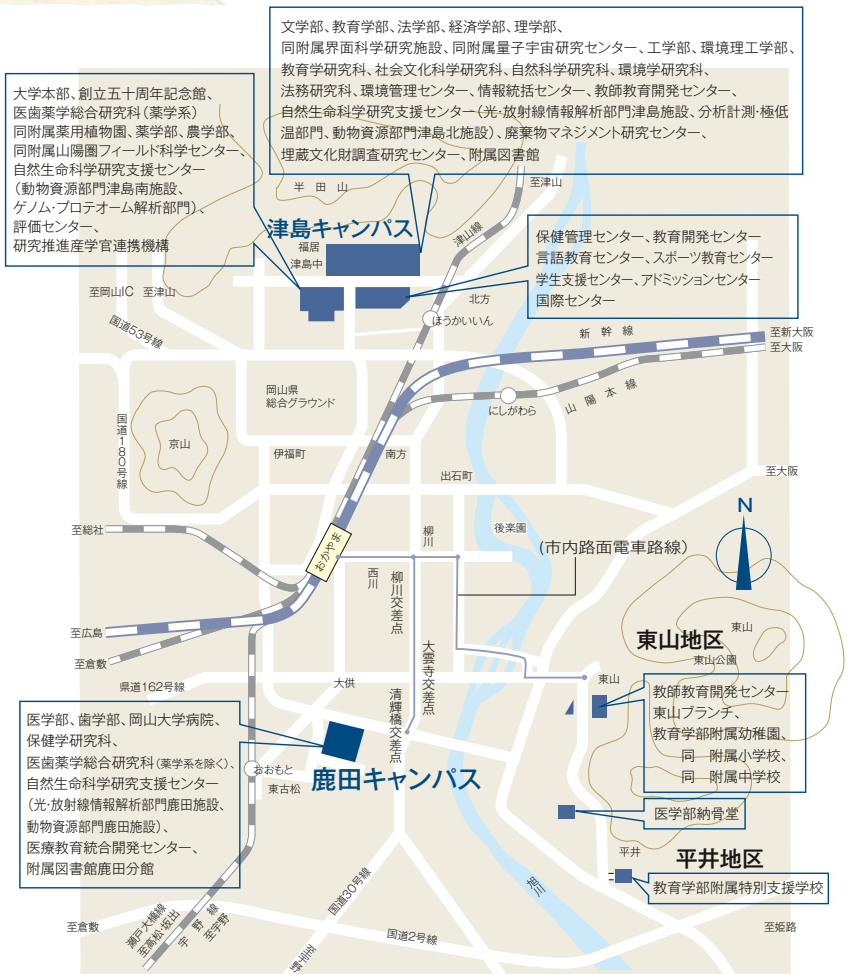 文学部、教育学部、法学部、経済学部、理学部、
同附属界面科学研究施設、同附属量子宇宙研究センター、工学部、環境理工学部、
教育学研究科、社会文化科学研究科、自然科学研究科、環境学研究科、
法務研究科、環境管理センター、情報統括センター、教師教育開発センター、
自然生命科学研究支援センター（光・放射線情報解析部門津島施設、分析計測・極低
温部門、動物資源部門津島北施設）、廃棄物マネジメント研究センター、
埋蔵文化財調査研究センター、附属図書館
大学本部、創立五十周年記念館、
医歯薬学総合研究科（薬学系）
同附属薬用植物園、薬学部、農学部、
同附属山陽圏フィールド科学センター、
自然生命科学研究支援センター
（動物資源部門津島南施設、
ゲノム・プロテオーム解析部門）、
評価センター、
研究推進産学官連携機構
半田山
至津山
津島キャンパス
福居
津島中
津山線
保健管理センター、教育開発センター
言語教育センター、スポーツ教育センター
学生支援センター、アドミッションセンター
国際センター
至岡山IC
至津山
北方
ほうかいいん
国道53号線
新幹線
至新大阪
至大阪
岡山県
総合グラウンド
にしがわら
山陽本線
国道180号線
京山
伊福町
南方
出石町
至大阪
N
至総社
おかやま
柳川
後楽園
（市内路面電車路線）
西川
柳川交差点
至広島
至倉敷
大雲寺交差点
東山地区
東山
東山公園
東山
県道162号線
大供
清輝橋交差点
教師教育開発センター
東山ブランチ、
教育学部附属幼稚園、
同　附属小学校、
同　附属中学校
医学部、歯学部、岡山大学病院、
保健学研究科、
医歯薬学総合研究科（薬学系を除く）、
自然生命科学研究支援センター
（光・放射線情報解析部門鹿田施設、
動物資源部門鹿田施設）、
医療教育統合開発センター、
附属図書館鹿田分館
おおもと
東古松
鹿田キャンパス
医学部納骨堂
平井
平井地区
教育学部附属特別支援学校
旭川
国道30号線
至倉敷
瀬戸大橋線
至高松・坂出
宇野線
至宇野
至宇野
国道2号線
至姫路